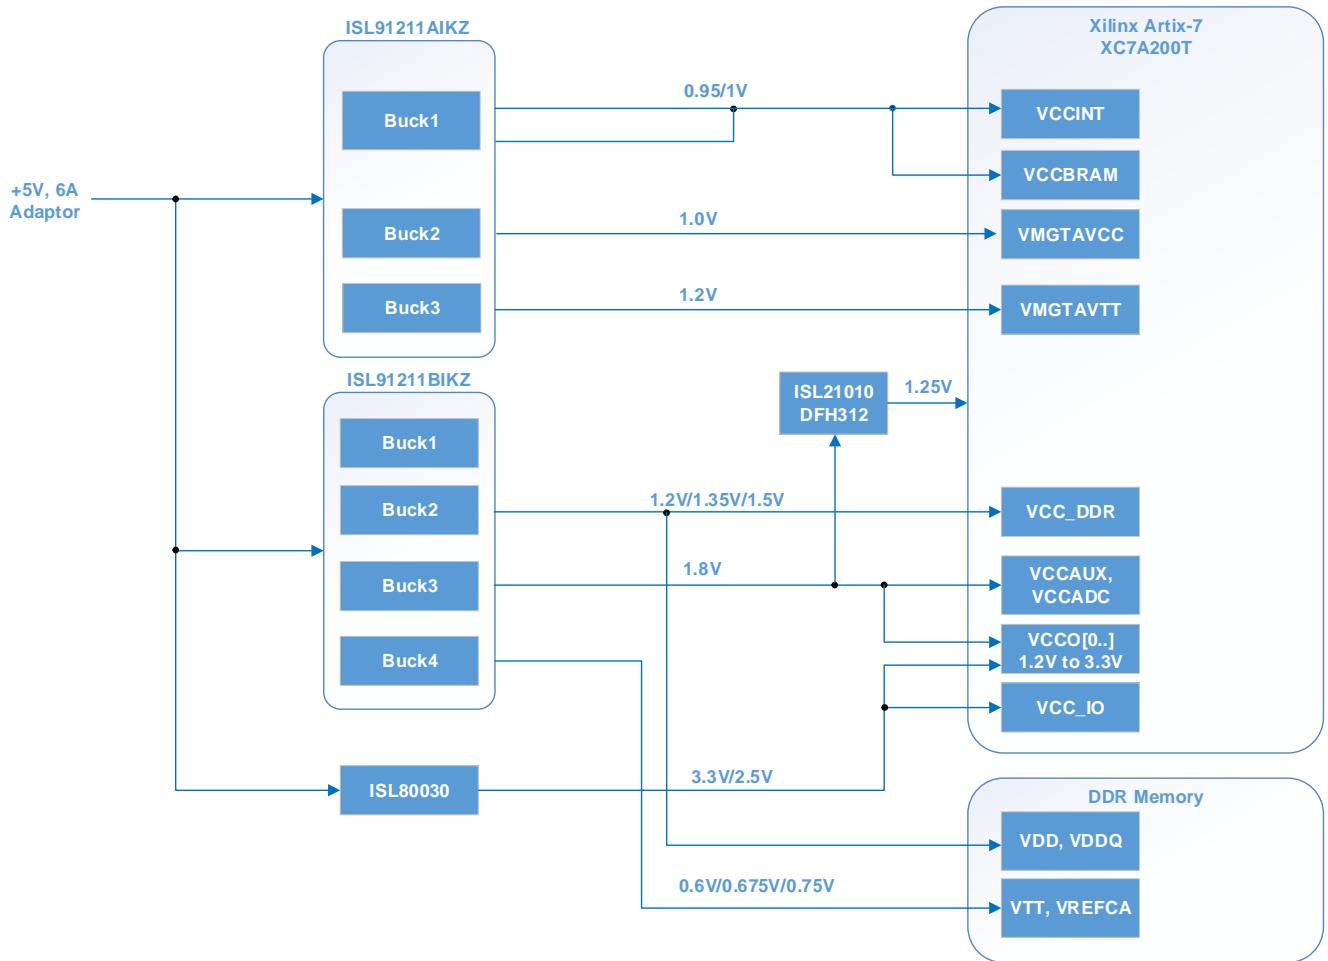 ISL91211AIKZ
Xilinx Artix-7
XC7A200T
Buck1
0.95/1V
VCCINT
VCCBRAM
+5V, 6A
Adaptor
Buck2
1.0V
VMGTAVCC
Buck3
1.2V
VMGTAVTT
ISL91211BIKZ
ISL21010
DFH312
1.25V
Buck1
Buck2
1.2V/1.35V/1.5V
VCC_DDR
Buck3
1.8V
VCCAUX,
VCCADC
Buck4
VCCO[0..]
1.2V to 3.3V
VCC_IO
ISL80030
3.3V/2.5V
DDR Memory
VDD, VDDQ
0.6V/0.675V/0.75V
VTT, VREFCA